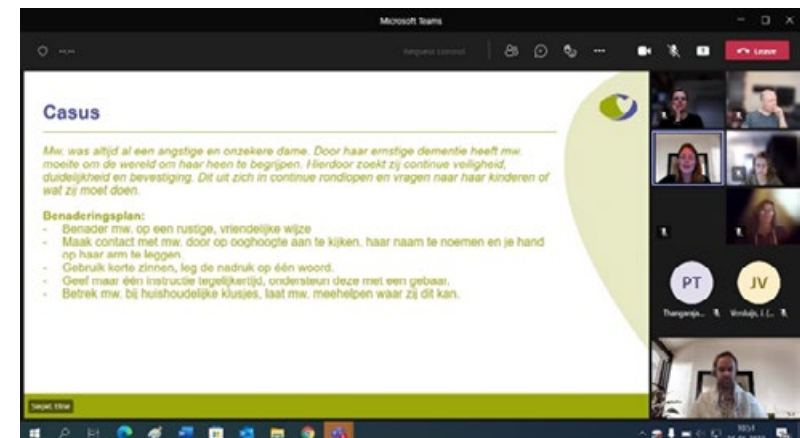 Microsoft Teams
Request control
Leave
Casus
Mw. was altijd al een angstige en onzekere dame. Door haar ernstige dementie heeft mw.
moeite om de wereld om haar heen te begrijpen. Hierdoor zoekt zij continue veiligheid,
duidelijkheid en bevestiging. Dit uit zich in continue rondlopen en vragen naar haar kinderen of
wat zij moet doen.
Benaderingsplan:
- Benader mw. op een rustige, vriendelijke wijze
- Maak contact met mw. door op ooghoogte aan te kijken, haar naam te noemen en je hand
op haar arm te leggen.
- Gebruik korte zinnen, leg de nadruk op één woord.
- Geef maar één instructie tegelijkertijd, ondersteun deze met een gebaar.
- Betrek mw. bij huishoudelijke klusjes, laat mw. meehelpen waar zij dit kan.
PT
JV
10:51